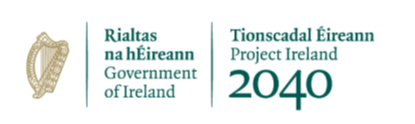 Rialtas
na hÉireann
Government
of Ireland
Tionscadal Éireann
Project Ireland
2040